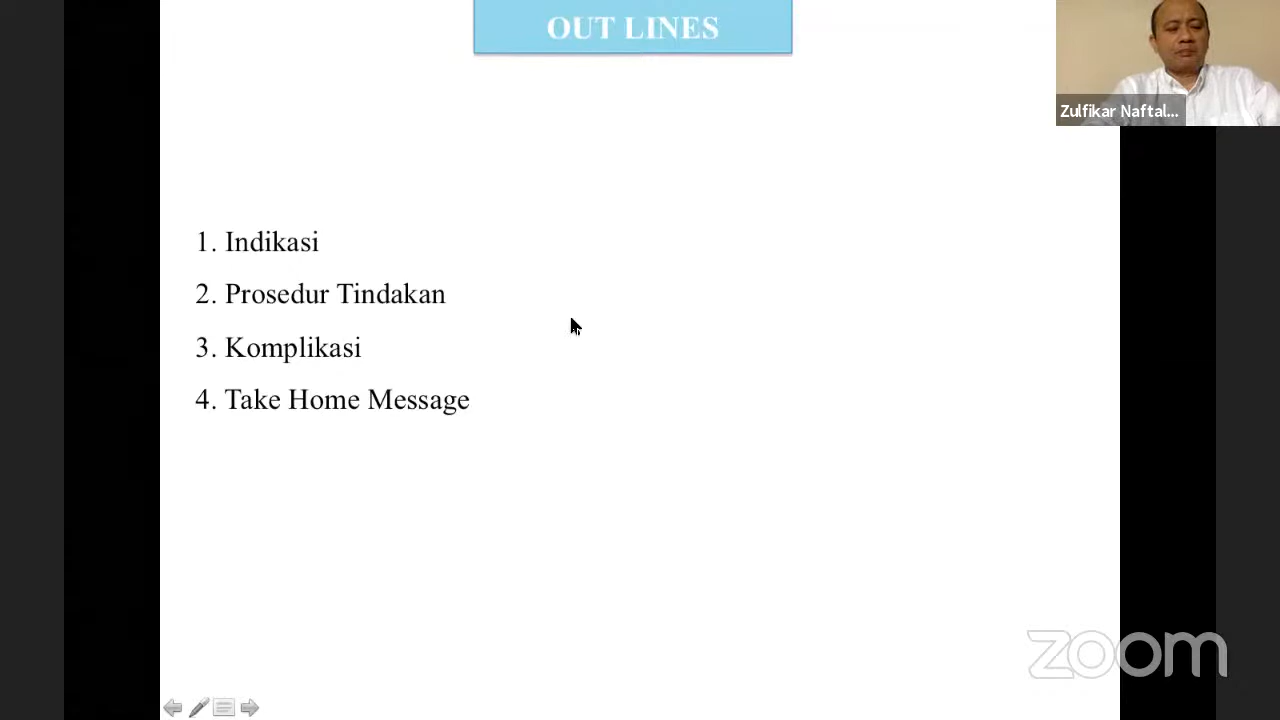 OUT LINES
Zulfikar Naftal...
1. Indikasi
2. Prosedur Tindakan
3. Komplikasi
4. Take Home Message
zoom